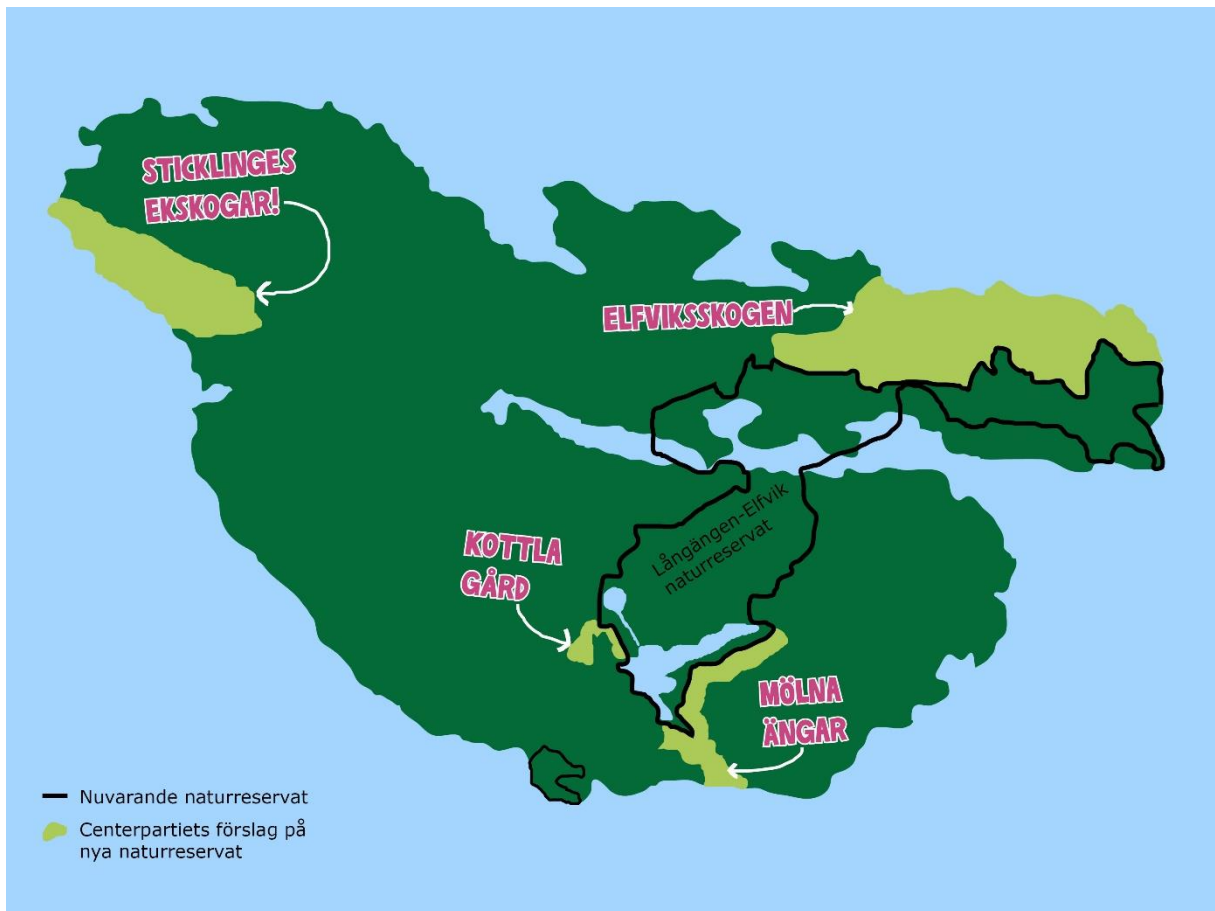 STICKLINGES
EKSKOGAR!
ELFVIKSSKOGEN
Långängen-Elfvik
naturreservat
KOTTLA
GÅRD
MÖLNA
ÄNGAR
Nuvarande naturreservat
Centerpartiets förslag på
nya naturreservat